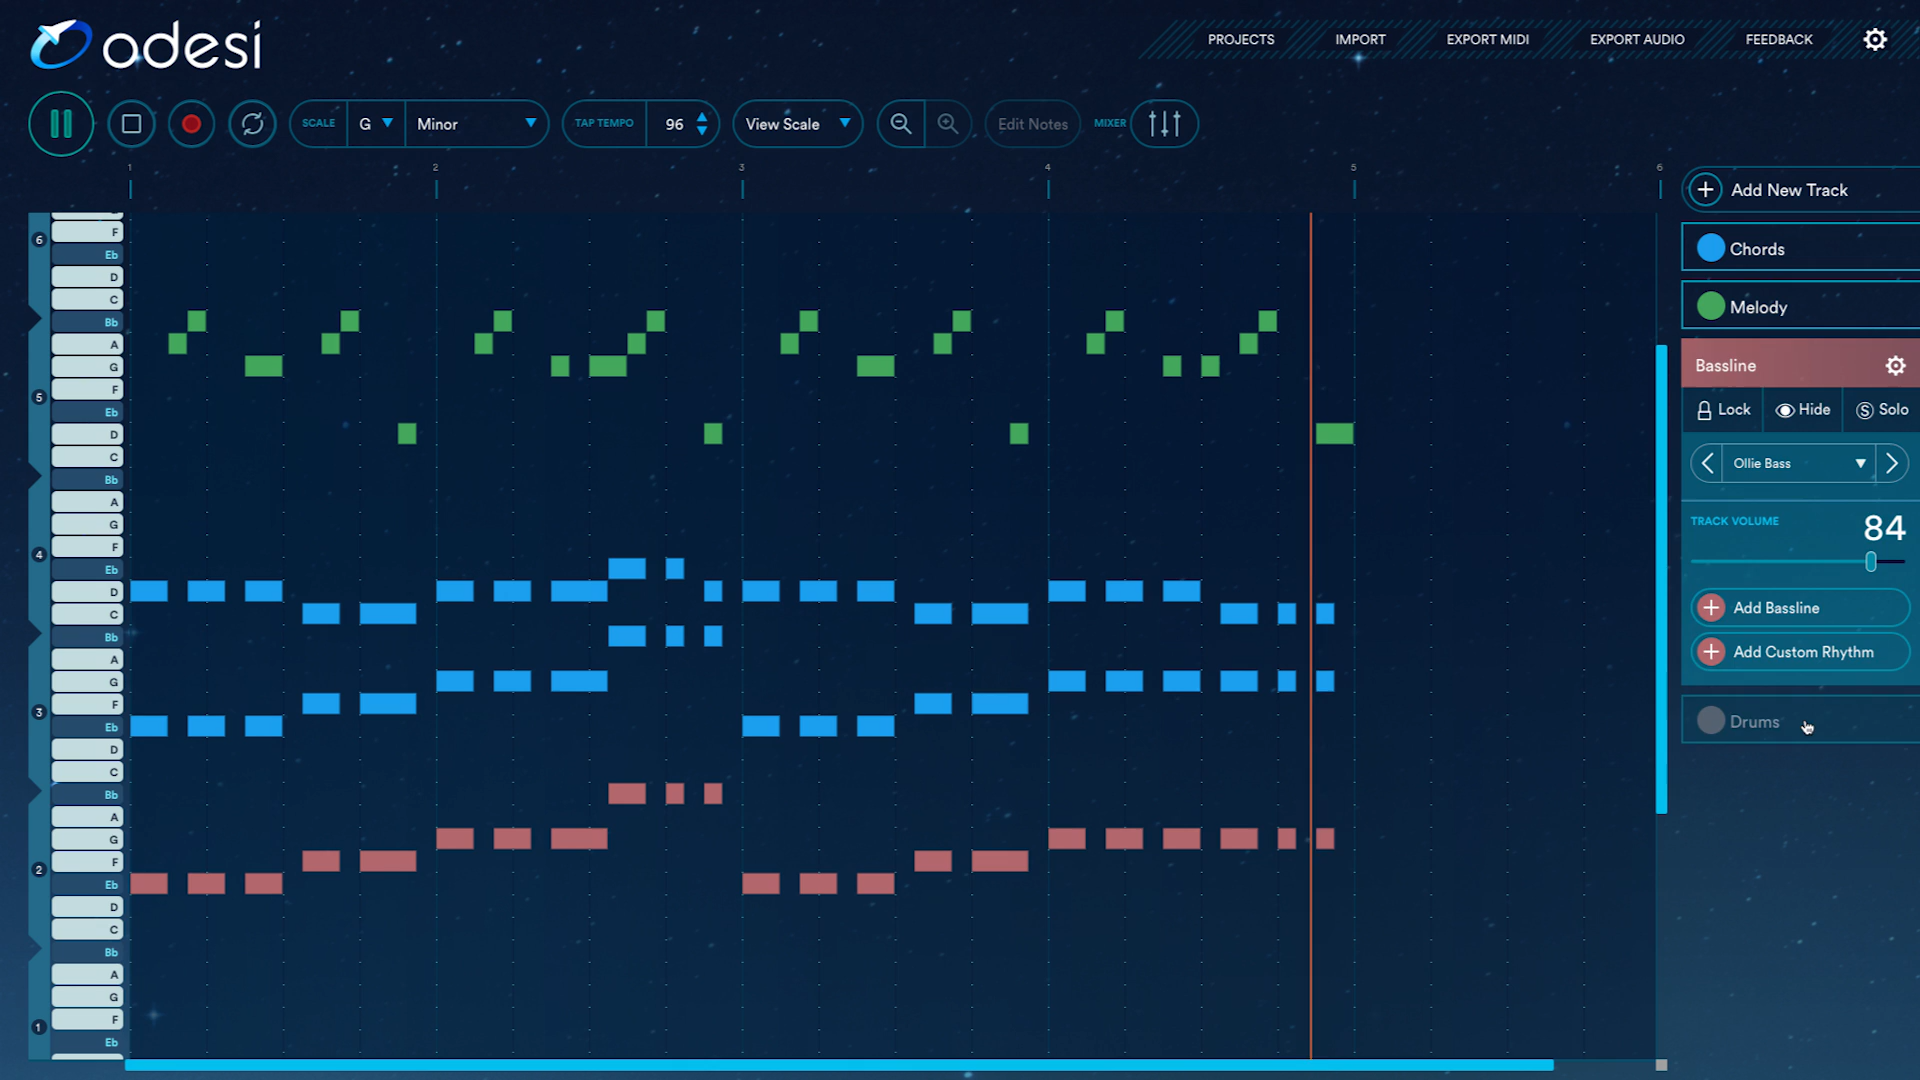 odesi
PROJECTS IMPORT EXPORT MIDI EXPORT AUDIO FEEDBACK
SCALE G Minor TAP TEMPO 96 View Scale Edit Notes MIXER
1 2 3 4 5 6
Add New Track
Chords
Melody
Bassline
Lock Hide S Solo
Ollie Bass
TRACK VOLUME 84
Add Bassline
Add Custom Rhythm
Drums
6
F
Eb
D
C
Bb
A
G
F
5
Eb
D
C
Bb
A
G
F
4
Eb
D
C
Bb
A
G
F
3
Eb
D
C
Bb
A
G
F
2
Eb
D
C
Bb
A
G
F
1
Eb